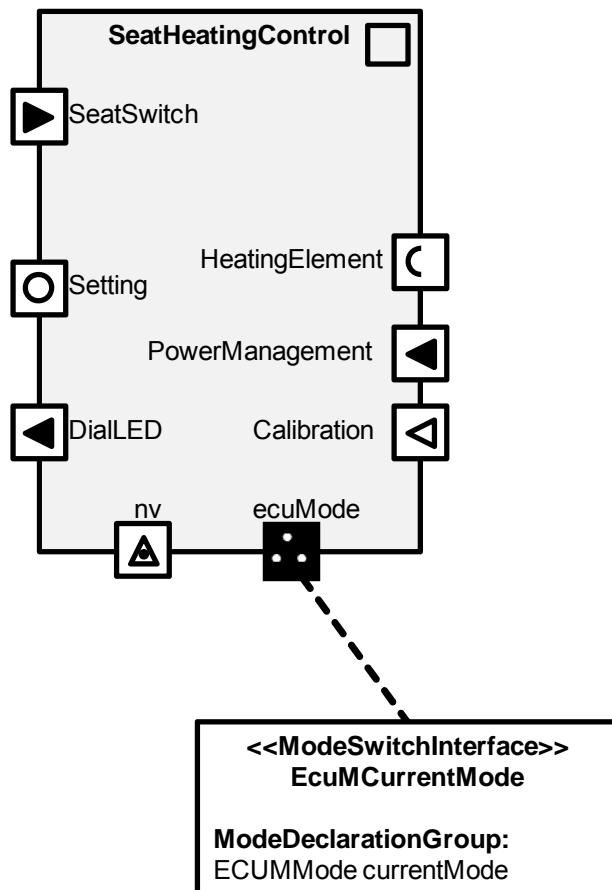 SeatHeatingControl
SeatSwitch
HeatingElement
Setting
PowerManagement
DialLED
Calibration
nv
ecuMode
<<ModeSwitchInterface>>
EcuMCurrentMode
ModeDeclarationGroup:
ECUMMode currentMode